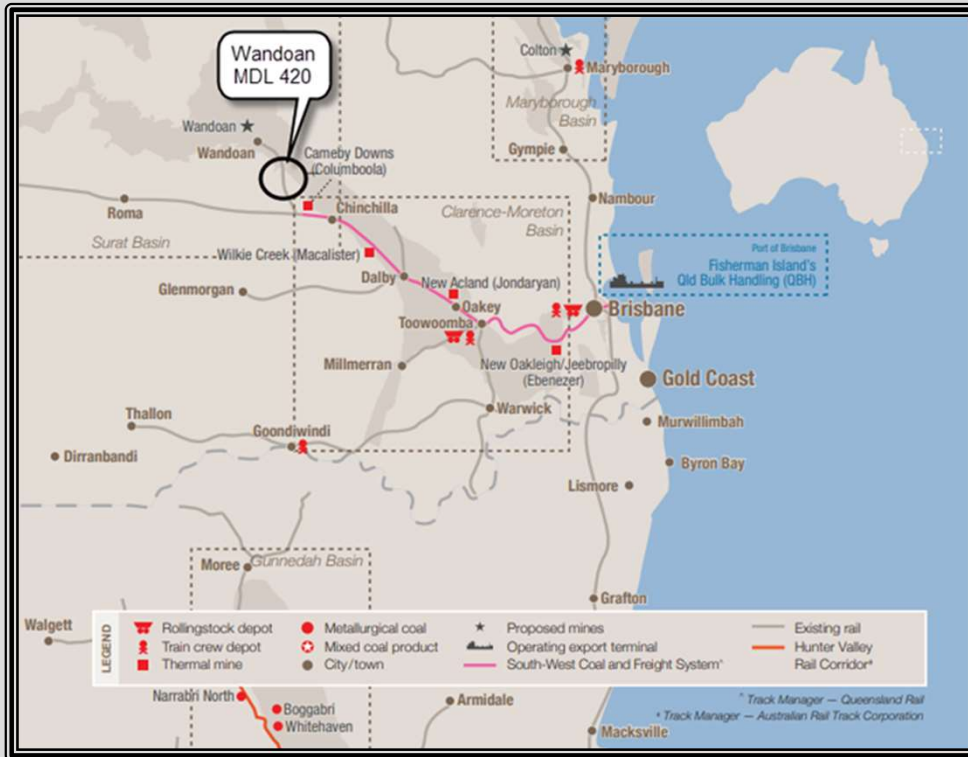 Wandoan
MDL 420
Colton ★
Maryborough
Maryborough
Basin
Wandoan ★
Wandoan
Gympie
Cameby Downs
(Columboola)
Roma
Chinchilla
Clarence-Moreton
Basin
Nambour
Surat Basin
Wilkie Creek (Macalister)
Port of Brisbane
Fisherman Island's
Qld Bulk Handling (QBH)
Dalby
New Acland (Jondaryan)
Glenmorgan
Oakey
Brisbane
Toowoomba
Millmerran
New Oakleigh/Jeebropilly
(Ebenezer)
Gold Coast
Warwick
Thallon
Murwillimbah
Goondiwindi
Dirranbandi
Byron Bay
Lismore
Moree
Gunnedah Basin
Grafton
Walgett
LEGEND
Rollingstock depot
Metallurgical coal
Proposed mines
Existing rail
Train crew depot
Mixed coal product
Operating export terminal
Hunter Valley
Rail Corridor#
Thermal mine
City/town
South-West Coal and Freight System^
Narrabri North
Boggabri
Whitehaven
Armidale
^ Track Manager — Queensland Rail
# Track Manager — Australian Rail Track Corporation
Macksville